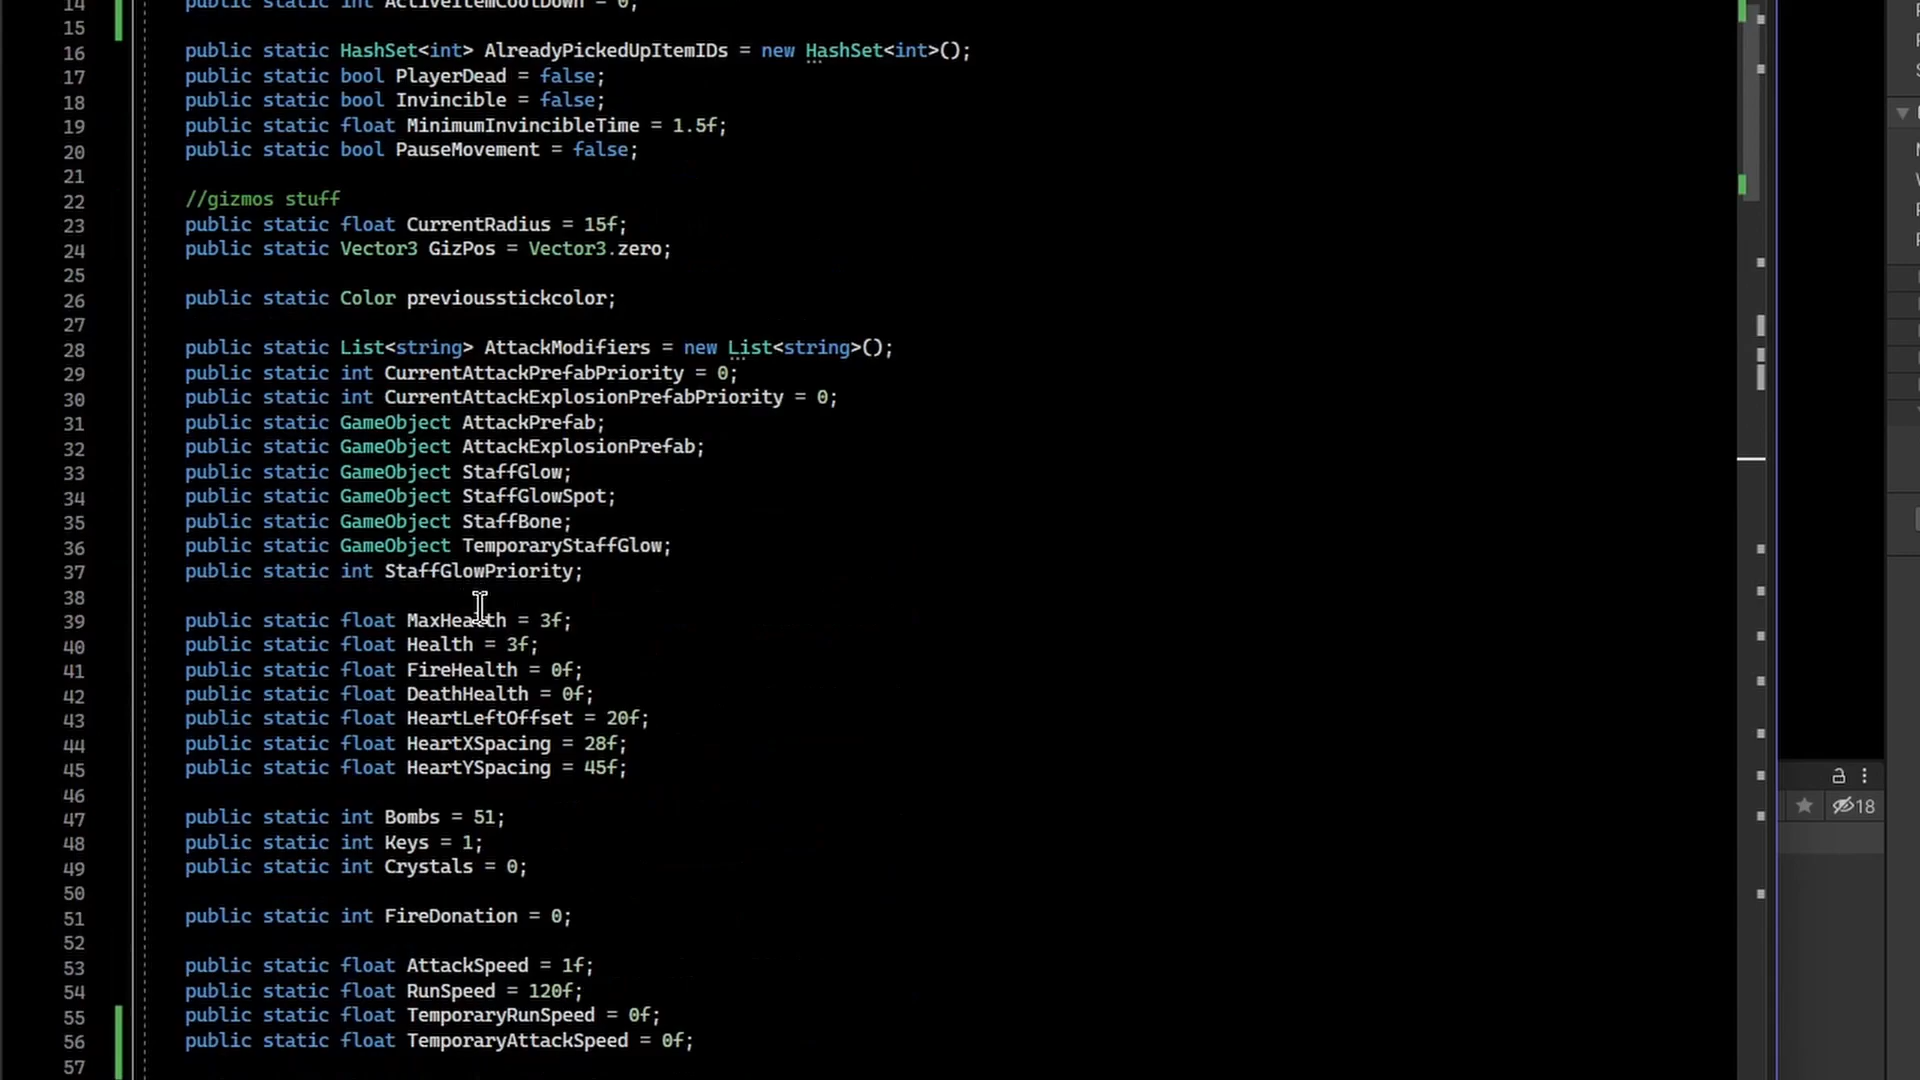 14 public static int ActiveItemCoolDown = 0;
15
16 public static HashSet<int> AlreadyPickedUpItemIDs = new HashSet<int>();
17 public static bool PlayerDead = false;
18 public static bool Invincible = false;
19 public static float MinimumInvincibleTime = 1.5f;
20 public static bool PauseMovement = false;
21
22 //gizmos stuff
23 public static float CurrentRadius = 15f;
24 public static Vector3 GizPos = Vector3.zero;
25
26 public static Color previousstickcolor;
27
28 public static List<string> AttackModifiers = new List<string>();
29 public static int CurrentAttackPrefabPriority = 0;
30 public static int CurrentAttackExplosionPrefabPriority = 0;
31 public static GameObject AttackPrefab;
32 public static GameObject AttackExplosionPrefab;
33 public static GameObject StaffGlow;
34 public static GameObject StaffGlowSpot;
35 public static GameObject StaffBone;
36 public static GameObject TemporaryStaffGlow;
37 public static int StaffGlowPriority;
38
39 public static float MaxHealth = 3f;
40 public static float Health = 3f;
41 public static float FireHealth = 0f;
42 public static float DeathHealth = 0f;
43 public static float HeartLeftOffset = 20f;
44 public static float HeartXSpacing = 28f;
45 public static float HeartYSpacing = 45f;
46
47 public static int Bombs = 51;
48 public static int Keys = 1;
49 public static int Crystals = 0;
50
51 public static int FireDonation = 0;
52
53 public static float AttackSpeed = 1f;
54 public static float RunSpeed = 120f;
55 public static float TemporaryRunSpeed = 0f;
56 public static float TemporaryAttackSpeed = 0f;
57
18